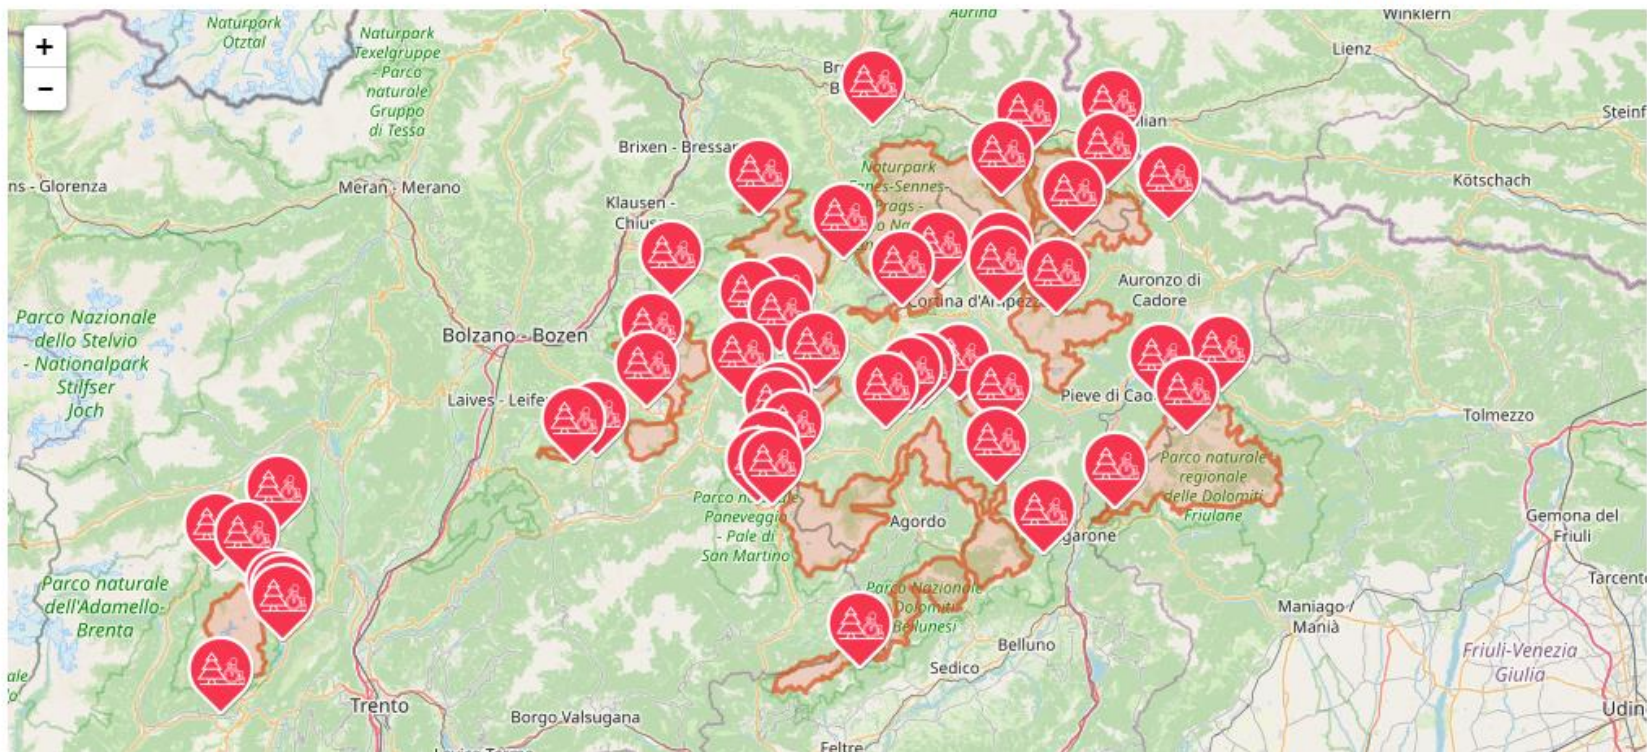 Naturpark
Ötztal
Naturpark
Texelgruppe
- Parco
naturale
Gruppo
di Tessa
Aurina
Winklern
Lienz
+
−
Steinf
Brixen - Bressan
ns - Glorenza
Meran - Merano
Klausen -
Naturpark
Kötschach
Auronzo di
Cadore
Parco Nazionale
dello Stelvio
- Nationalpark
Stilfser
Joch
Bolzano - Bozen
Cortina d'Ampezz
Laives - Leife
Pieve di Cad
Tolmezzo
Parco naturale
regionale
delle Dolomiti
Friulane
Paneveggio
- Pale di
San Martino
Agordo
garone
Gemona del
Friuli
Parco naturale
dell'Adamello-
Brenta
Parco Nazionale
Dolomiti
Bellunesi
Tarcento
Maniago /
Manià
Belluno
Sedico
Friuli-Venezia
Giulia
Trento
Borgo Valsugana
Feltre
Udin